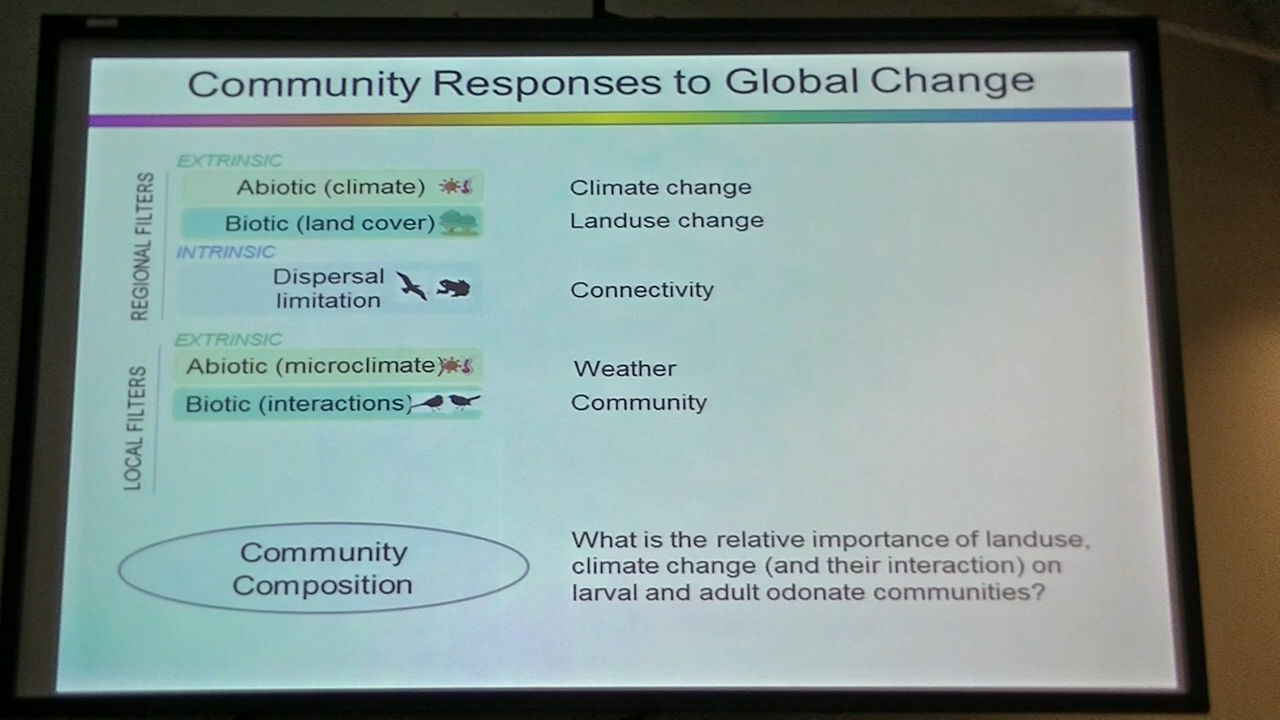 Community Responses to Global Change
REGIONAL FILTERS
EXTRINSIC
Abiotic (climate)
Climate change
Biotic (land cover)
Landuse change
INTRINSIC
Dispersal
limitation
Connectivity
LOCAL FILTERS
EXTRINSIC
Abiotic (microclimate)
Weather
Biotic (interactions)
Community
Community
Composition
What is the relative importance of landuse,
climate change (and their interaction) on
larval and adult odonate communities?